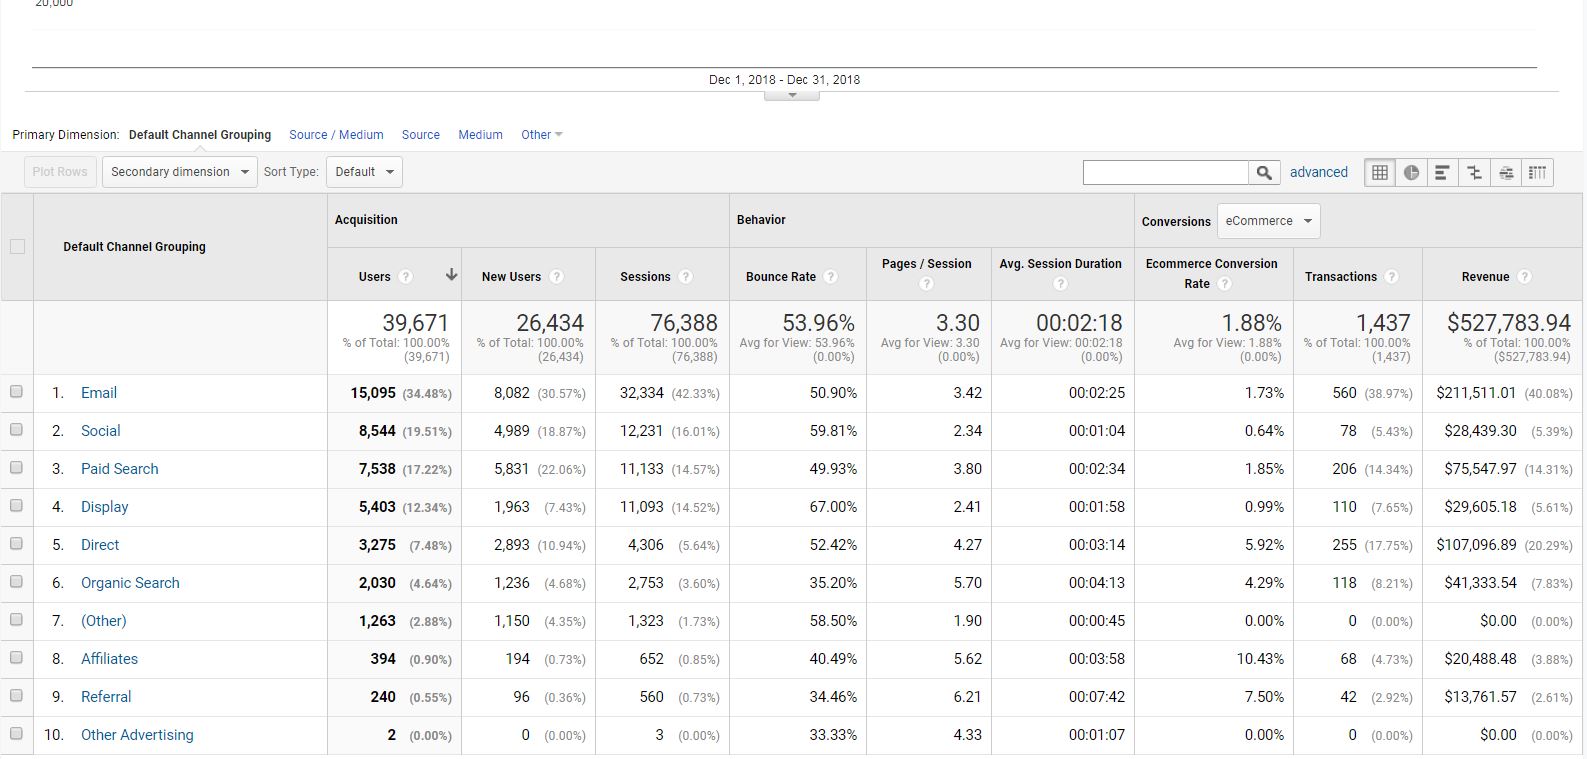 20,000
Dec 1, 2018 - Dec 31, 2018
Primary Dimension: Default Channel Grouping Source / Medium Source Medium Other
Plot Rows Secondary dimension Sort Type: Default advanced
Default Channel Grouping Acquisition Behavior Conversions eCommerce
Users ? New Users ? Sessions ? Bounce Rate ? Pages / Session ? Avg. Session Duration ? Ecommerce Conversion Rate ? Transactions ? Revenue ?
39,671 26,434 76,388 53.96% 3.30 00:02:18 1.88% 1,437 $527,783.94
% of Total: 100.00% % of Total: 100.00% % of Total: 100.00% Avg for View: 53.96% Avg for View: 3.30 Avg for View: 00:02:18 Avg for View: 1.88% % of Total: 100.00% % of Total: 100.00%
(39,671) (26,434) (76,388) (0.00%) (0.00%) (0.00%) (0.00%) (1,437) ($527,783.94)
1. Email 15,095 (34.48%) 8,082 (30.57%) 32,334 (42.33%) 50.90% 3.42 00:02:25 1.73% 560 (38.97%) $211,511.01 (40.08%)
2. Social 8,544 (19.51%) 4,989 (18.87%) 12,231 (16.01%) 59.81% 2.34 00:01:04 0.64% 78 (5.43%) $28,439.30 (5.39%)
3. Paid Search 7,538 (17.22%) 5,831 (22.06%) 11,133 (14.57%) 49.93% 3.80 00:02:34 1.85% 206 (14.34%) $75,547.97 (14.31%)
4. Display 5,403 (12.34%) 1,963 (7.43%) 11,093 (14.52%) 67.00% 2.41 00:01:58 0.99% 110 (7.65%) $29,605.18 (5.61%)
5. Direct 3,275 (7.48%) 2,893 (10.94%) 4,306 (5.64%) 52.42% 4.27 00:03:14 5.92% 255 (17.75%) $107,096.89 (20.29%)
6. Organic Search 2,030 (4.64%) 1,236 (4.68%) 2,753 (3.60%) 35.20% 5.70 00:04:13 4.29% 118 (8.21%) $41,333.54 (7.83%)
7. (Other) 1,263 (2.88%) 1,150 (4.35%) 1,323 (1.73%) 58.50% 1.90 00:00:45 0.00% 0 (0.00%) $0.00 (0.00%)
8. Affiliates 394 (0.90%) 194 (0.73%) 652 (0.85%) 40.49% 5.62 00:03:58 10.43% 68 (4.73%) $20,488.48 (3.88%)
9. Referral 240 (0.55%) 96 (0.36%) 560 (0.73%) 34.46% 6.21 00:07:42 7.50% 42 (2.92%) $13,761.57 (2.61%)
10. Other Advertising 2 (0.00%) 0 (0.00%) 3 (0.00%) 33.33% 4.33 00:01:07 0.00% 0 (0.00%) $0.00 (0.00%)